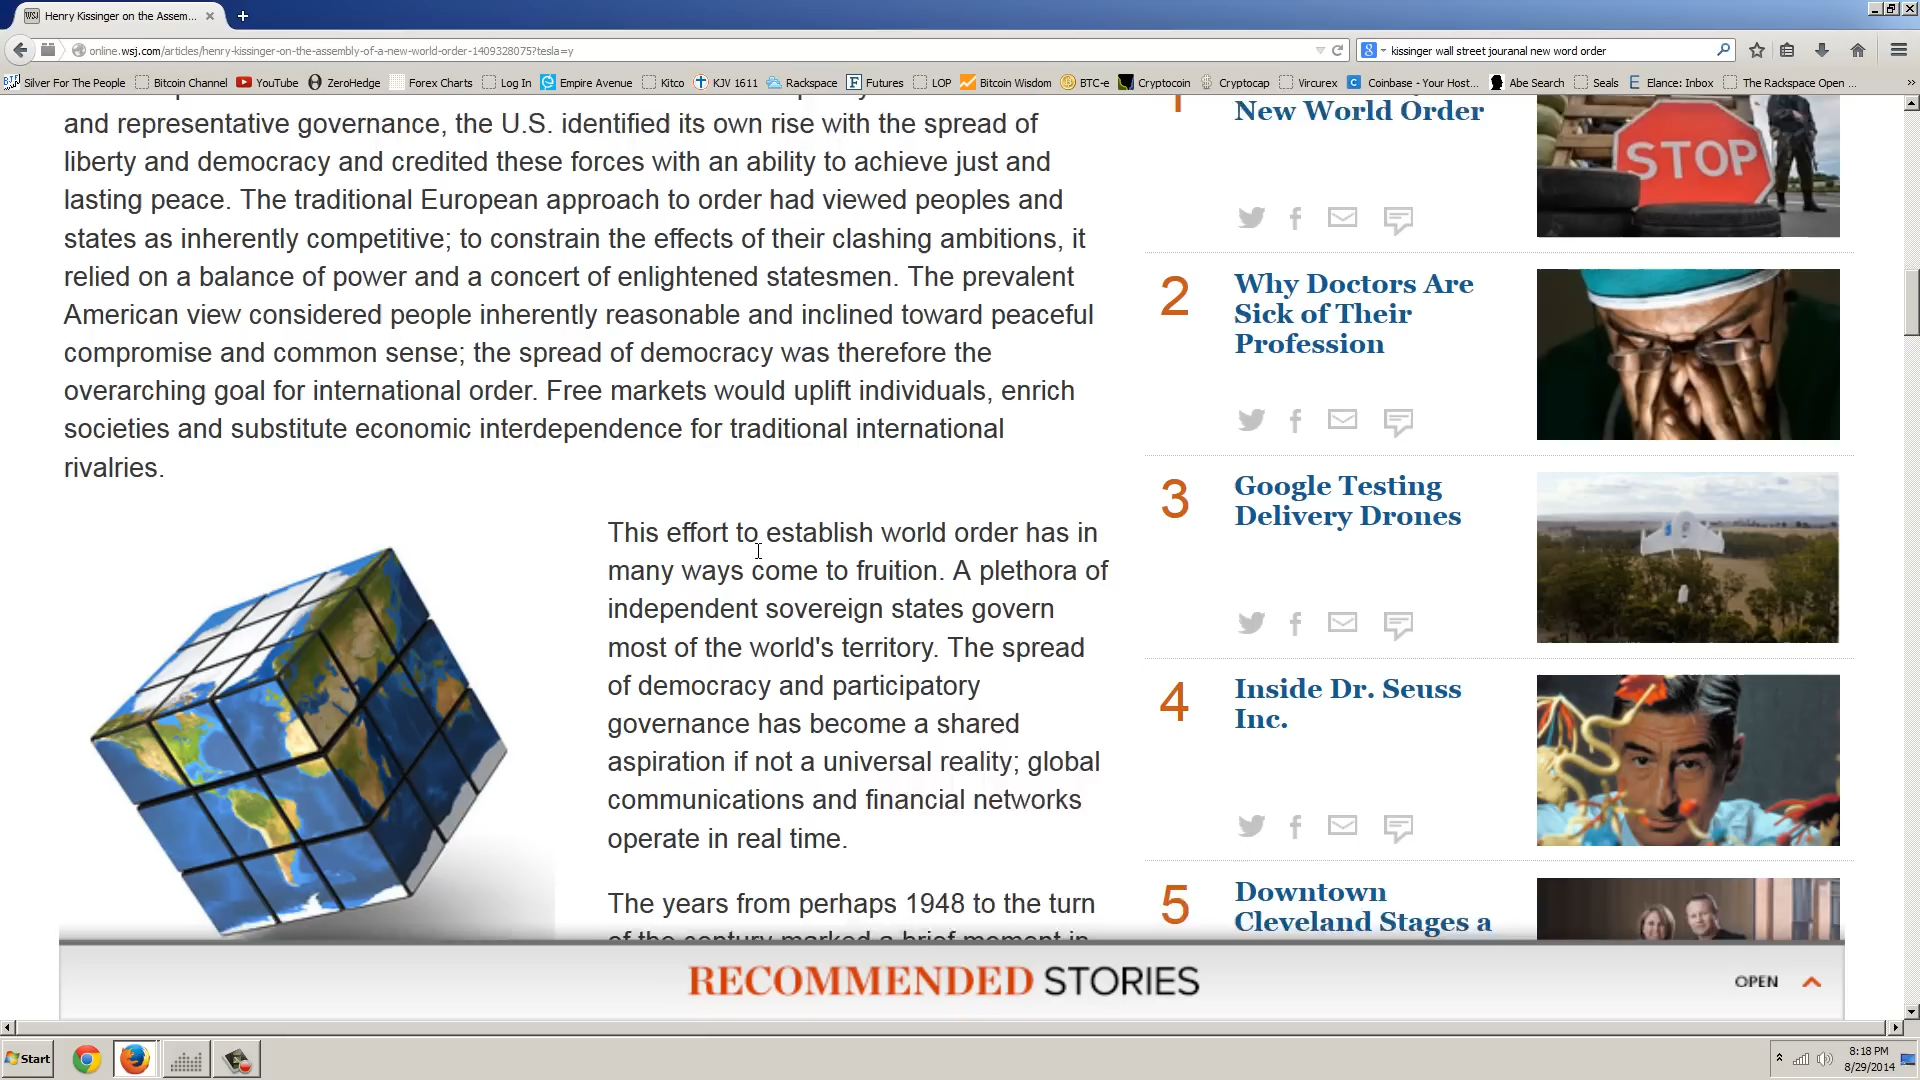 Henry Kissinger on the Assem...
online.wsj.com/articles/henry-kissinger-on-the-assembly-of-a-new-world-order-1409328075?tesla=y
kissinger wall street jouranal new word order
Silver For The People
Bitcoin Channel
YouTube
ZeroHedge
Forex Charts
Log In
Empire Avenue
Kitco
KJV 1611
Rackspace
Futures
LOP
Bitcoin Wisdom
BTC-e
Cryptocoin
Cryptocap
Vircurex
Coinbase - Your Host...
Abe Search
Seals
Elance: Inbox
The Rackspace Open ...
and representative governance, the U.S. identified its own rise with the spread of
liberty and democracy and credited these forces with an ability to achieve just and
lasting peace. The traditional European approach to order had viewed peoples and
states as inherently competitive; to constrain the effects of their clashing ambitions, it
relied on a balance of power and a concert of enlightened statesmen. The prevalent
American view considered people inherently reasonable and inclined toward peaceful
compromise and common sense; the spread of democracy was therefore the
overarching goal for international order. Free markets would uplift individuals, enrich
societies and substitute economic interdependence for traditional international
rivalries.
This effort to establish world order has in
many ways come to fruition. A plethora of
independent sovereign states govern
most of the world's territory. The spread
of democracy and participatory
governance has become a shared
aspiration if not a universal reality; global
communications and financial networks
operate in real time.
The years from perhaps 1948 to the turn
of the century marked a brief moment in
1
New World Order
STOP
2
Why Doctors Are
Sick of Their
Profession
3
Google Testing
Delivery Drones
4
Inside Dr. Seuss
Inc.
5
Downtown
Cleveland Stages a
RECOMMENDED STORIES
OPEN
Start
8:18 PM
8/29/2014